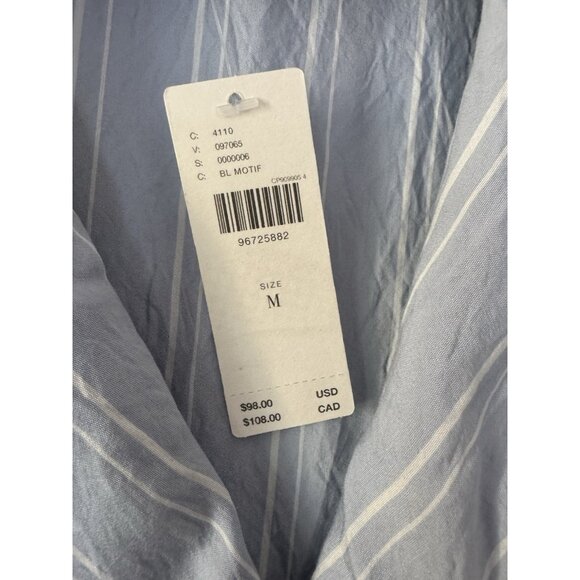 C: 4110
V: 097065
S: 0000006
C: BL MOTIF
CP909905 4
96725882
SIZE
M
$98.00 USD
$108.00 CAD